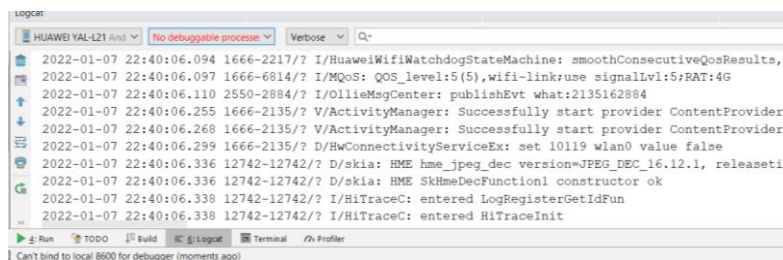 Logcat
HUAWEI YAL-L21 And No debuggable processes Verbose
2022-01-07 22:40:06.094 1666-2217/? I/HuaweiWifiWatchdogStateMachine: smoothConsecutiveQosResults,
2022-01-07 22:40:06.097 1666-6814/? I/MQoS: QOS_level:5(5),wifi-link;use signalLvl:5;RAT:4G
2022-01-07 22:40:06.110 2550-2884/? I/OllieMsgCenter: publishEvt what:2135162884
2022-01-07 22:40:06.255 1666-2135/? V/ActivityManager: Successfully start provider ContentProvider
2022-01-07 22:40:06.268 1666-2135/? V/ActivityManager: Successfully start provider ContentProvider
2022-01-07 22:40:06.299 1666-2135/? D/HwConnectivityServiceEx: set 10119 wlan0 value false
2022-01-07 22:40:06.336 12742-12742/? D/skia: HME hme_jpeg_dec version=JPEG_DEC_16.12.1, releaseti
2022-01-07 22:40:06.336 12742-12742/? D/skia: HME SkHmeDecFunction1 constructor ok
2022-01-07 22:40:06.338 12742-12742/? I/HiTraceC: entered LogRegisterGetIdFun
2022-01-07 22:40:06.338 12742-12742/? I/HiTraceC: entered HiTraceInit
4: Run TODO Build 6: Logcat Terminal Profiler
Can't bind to local 8600 for debugger (moments ago)